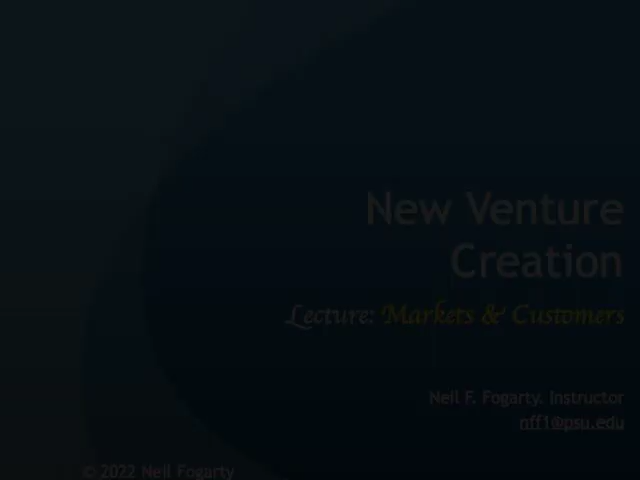 New Venture
Creation
Lecture: Markets & Customers
Neil F. Fogarty. Instructor
nff1@psu.edu
© 2022 Neil Fogarty